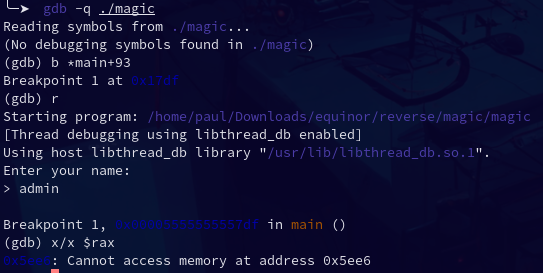 ╰─➤ gdb -q ./magic
Reading symbols from ./magic...
(No debugging symbols found in ./magic)
(gdb) b *main+93
Breakpoint 1 at 0x17df
(gdb) r
Starting program: /home/paul/Downloads/equinor/reverse/magic/magic
[Thread debugging using libthread_db enabled]
Using host libthread_db library "/usr/lib/libthread_db.so.1".
Enter your name:
> admin
Breakpoint 1, 0x00005555555557df in main ()
(gdb) x/x $rax
0x5ee6: Cannot access memory at address 0x5ee6